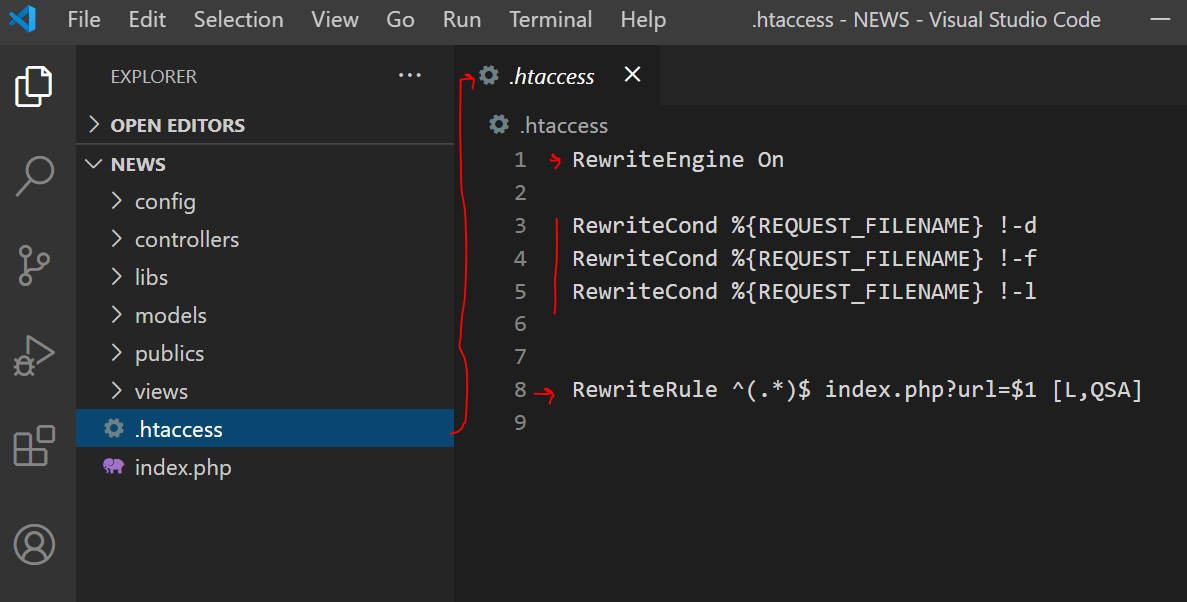 File Edit Selection View Go Run Terminal Help .htaccess - NEWS - Visual Studio Code
EXPLORER
OPEN EDITORS
NEWS
config
controllers
libs
models
publics
views
.htaccess
index.php
.htaccess
.htaccess
1 RewriteEngine On
2
3 RewriteCond %{REQUEST_FILENAME} !-d
4 RewriteCond %{REQUEST_FILENAME} !-f
5 RewriteCond %{REQUEST_FILENAME} !-l
6
7
8 RewriteRule ^(.*)$ index.php?url=$1 [L,QSA]
9